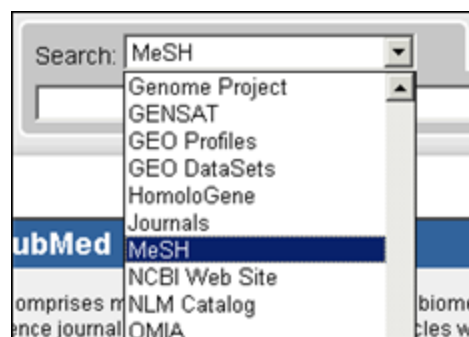 Search: MeSH
Genome Project
GENSAT
GEO Profiles
GEO DataSets
HomoloGene
Journals
ubMed MeSH
NCBI Web Site
omprises m NLM Catalog biome
ence journal OMIA cles w